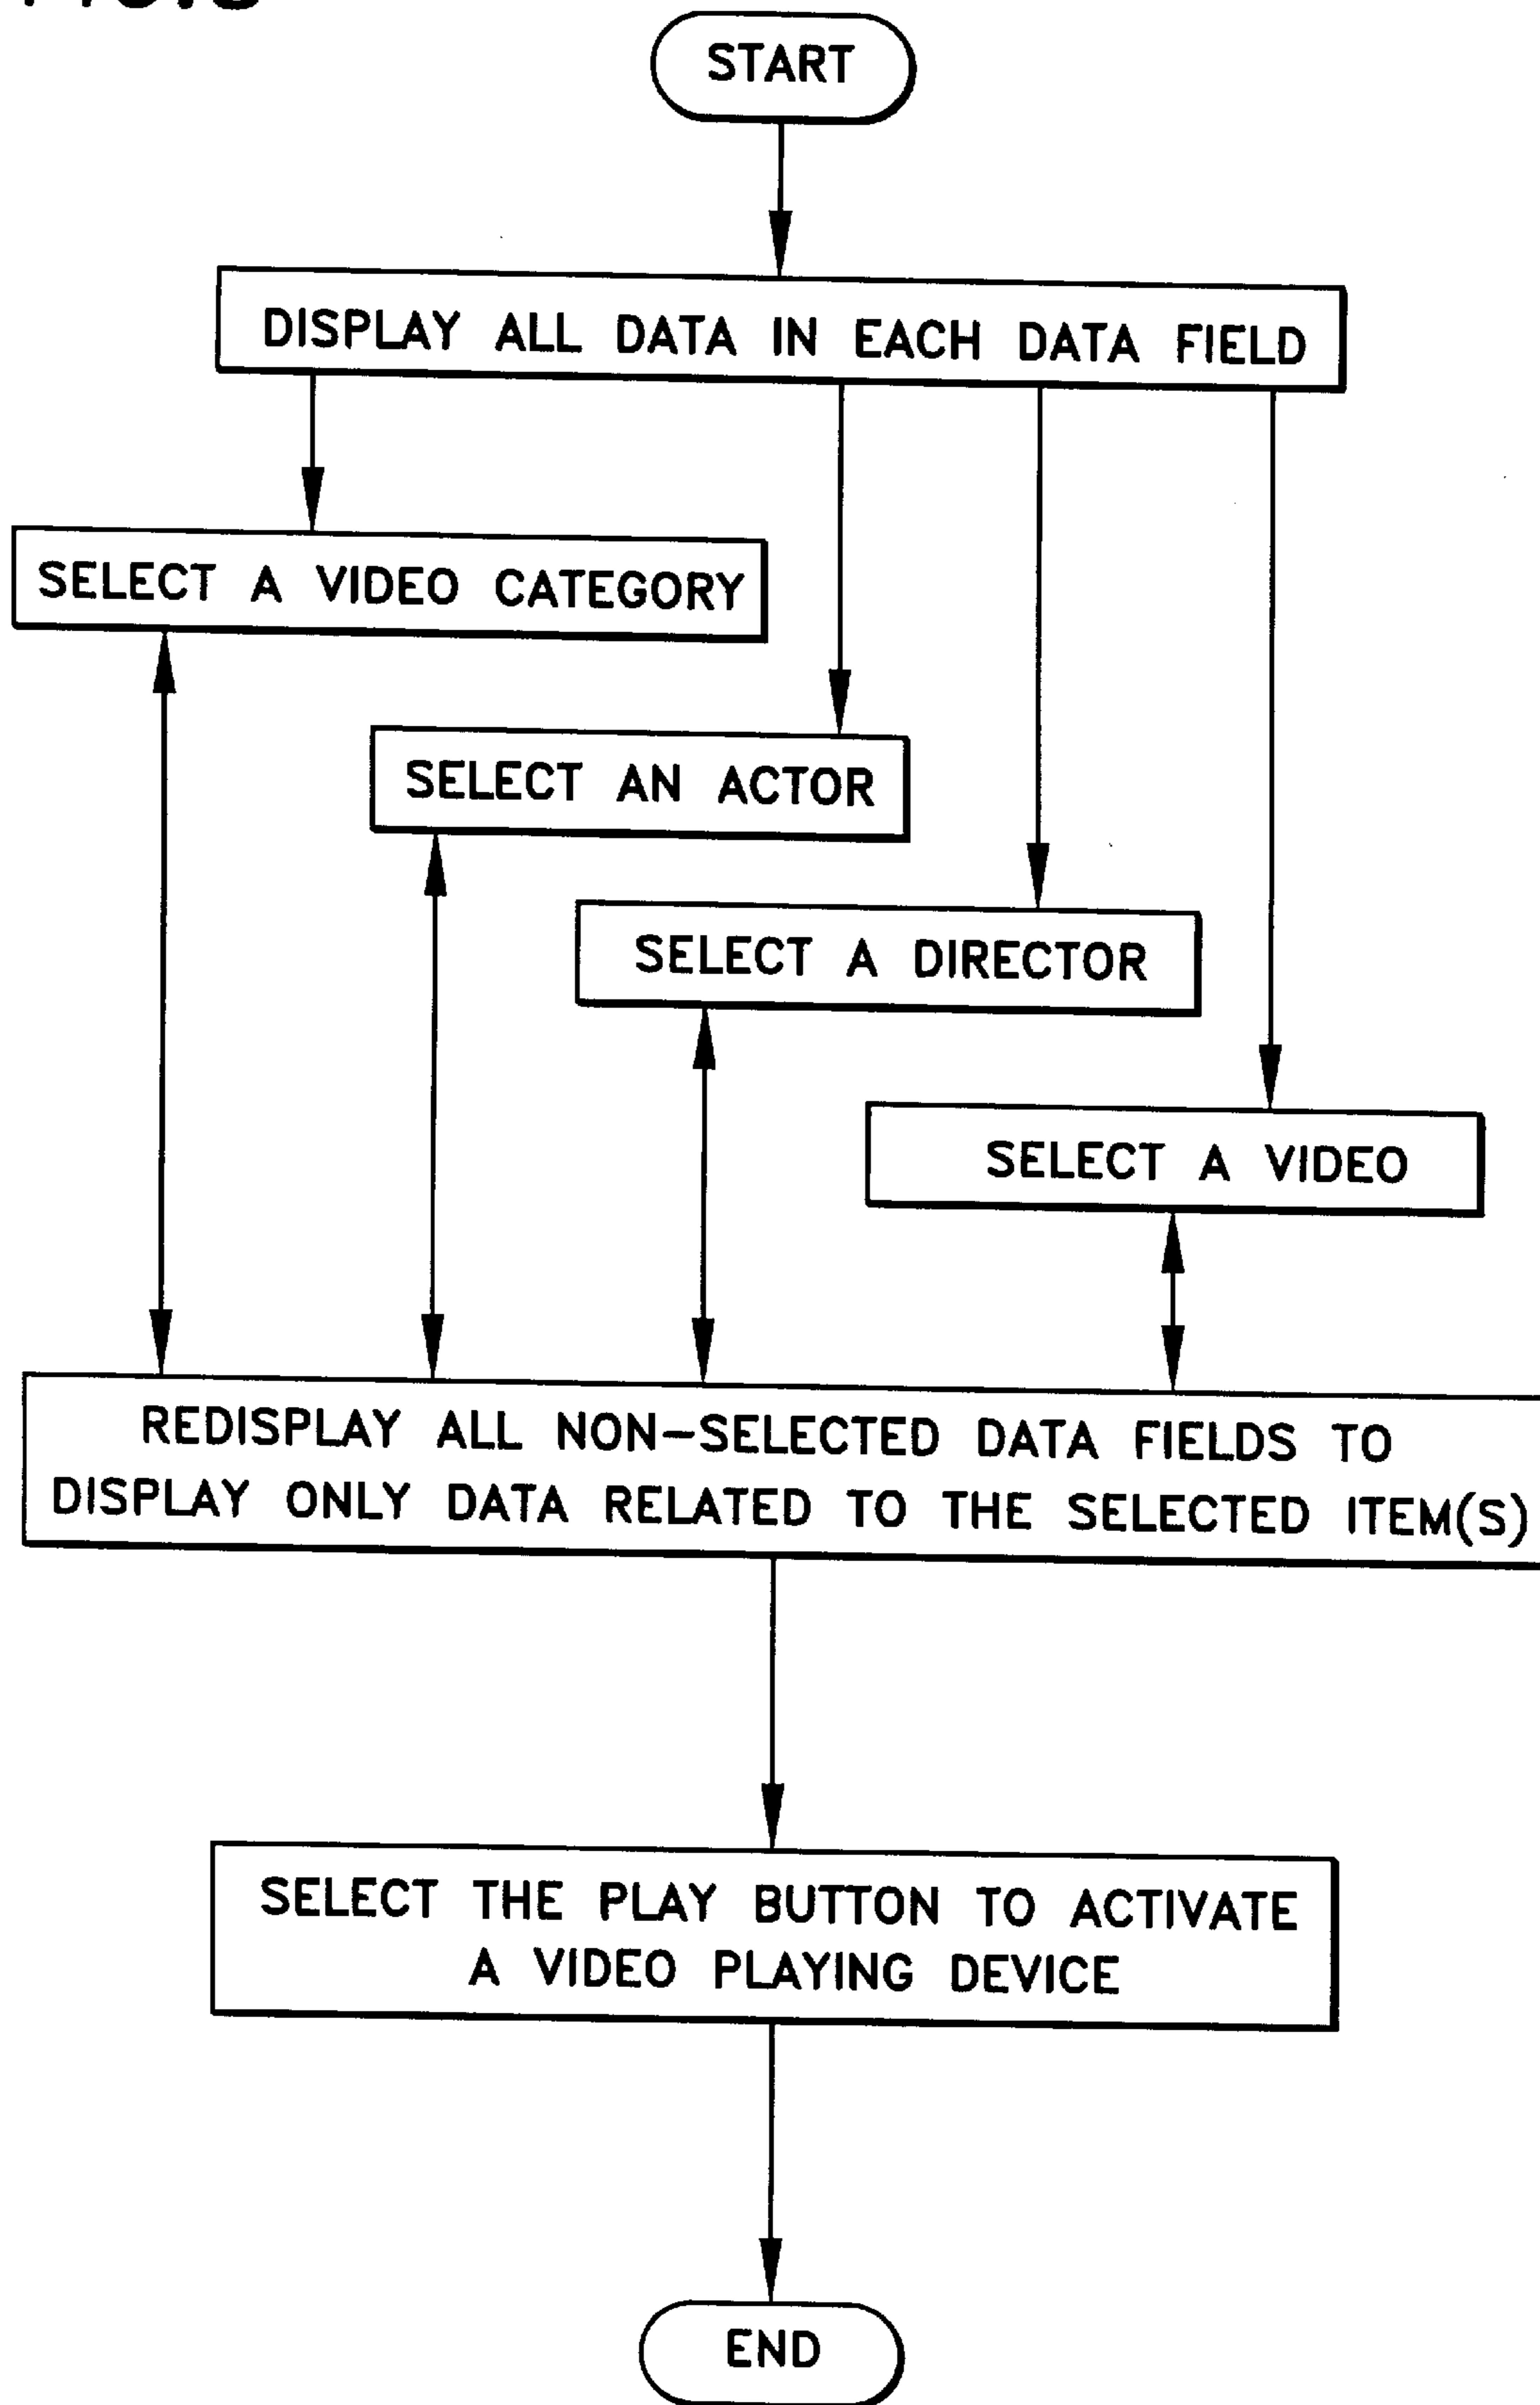 START
DISPLAY ALL DATA IN EACH DATA FIELD
SELECT A VIDEO CATEGORY
SELECT AN ACTOR
SELECT A DIRECTOR
SELECT A VIDEO
REDISPLAY ALL NON-SELECTED DATA FIELDS TO
DISPLAY ONLY DATA RELATED TO THE SELECTED ITEM(S)
SELECT THE PLAY BUTTON TO ACTIVATE
A VIDEO PLAYING DEVICE
END